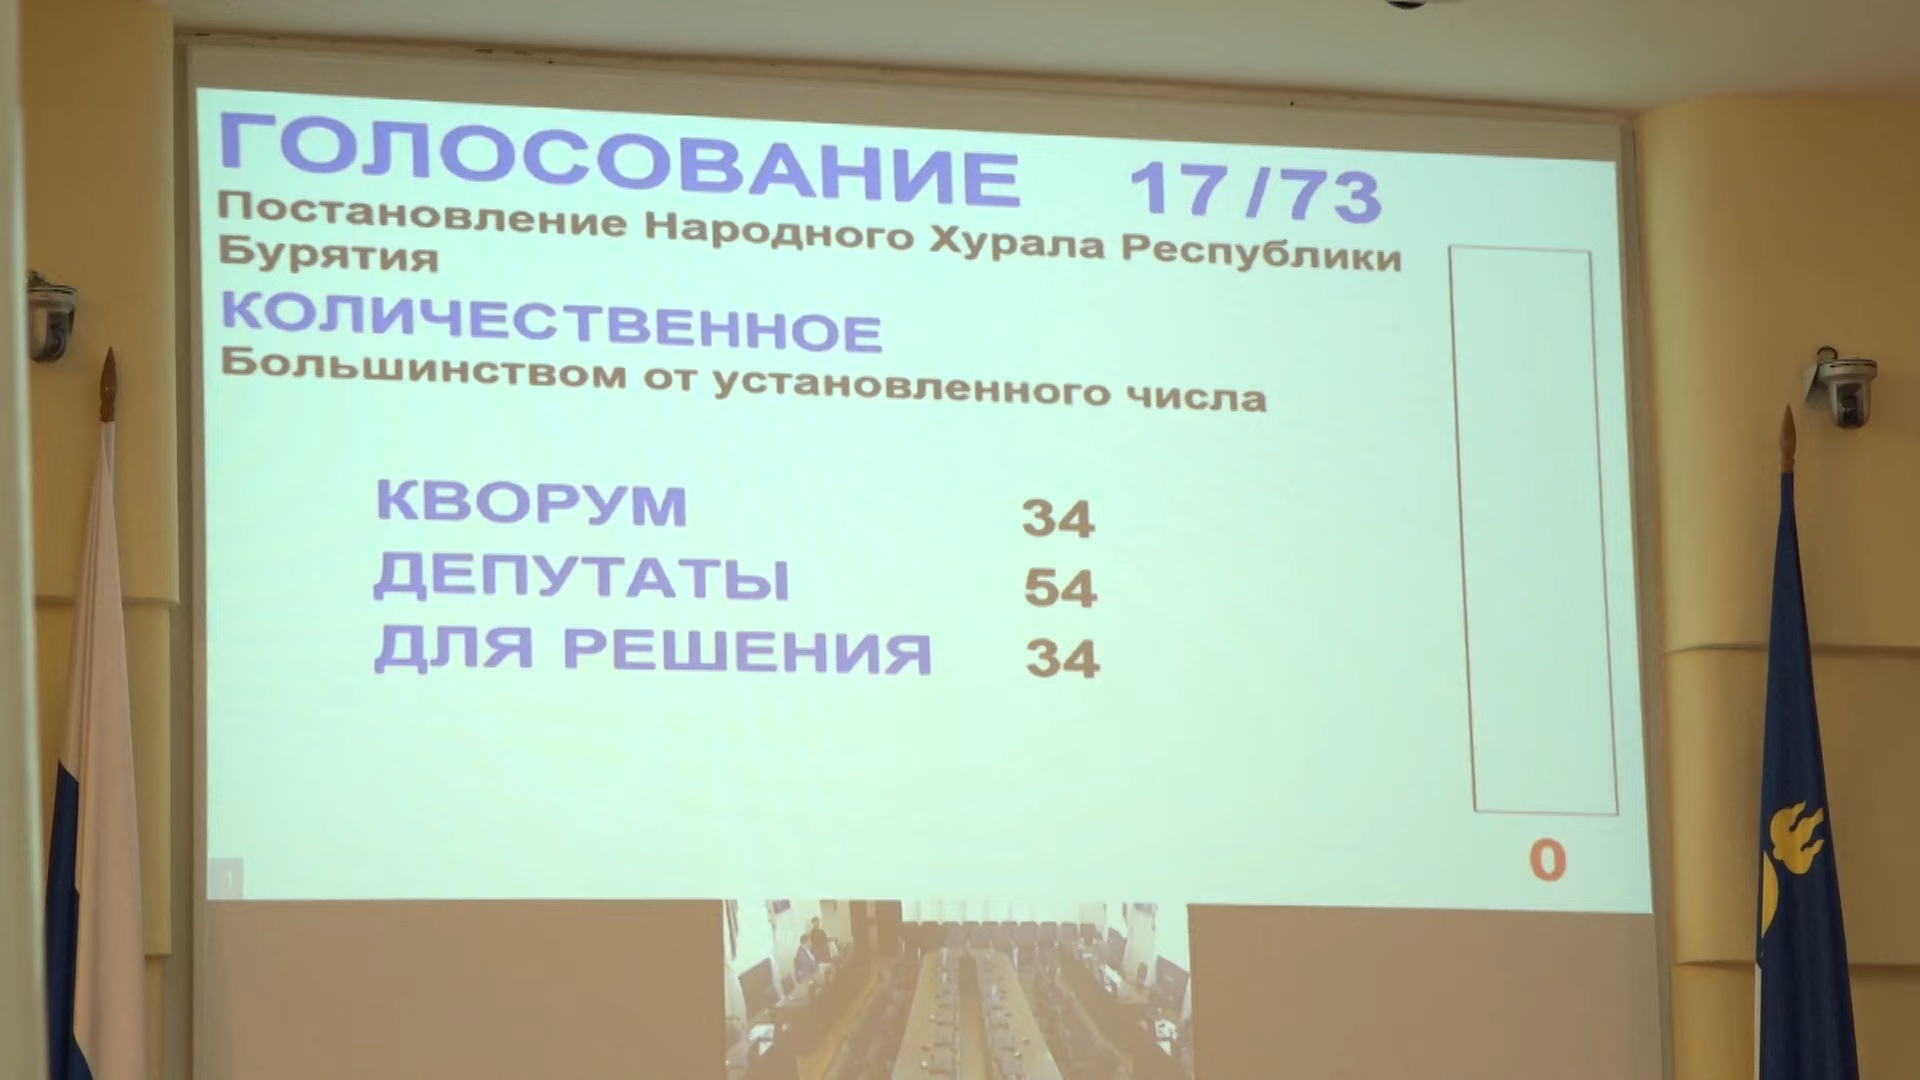 ГОЛОСОВАНИЕ 17/73
Постановление Народного Хурала Республики
Бурятия
КОЛИЧЕСТВЕННОЕ
Большинством от установленного числа
КВОРУМ 34
ДЕПУТАТЫ 54
ДЛЯ РЕШЕНИЯ 34
0
1